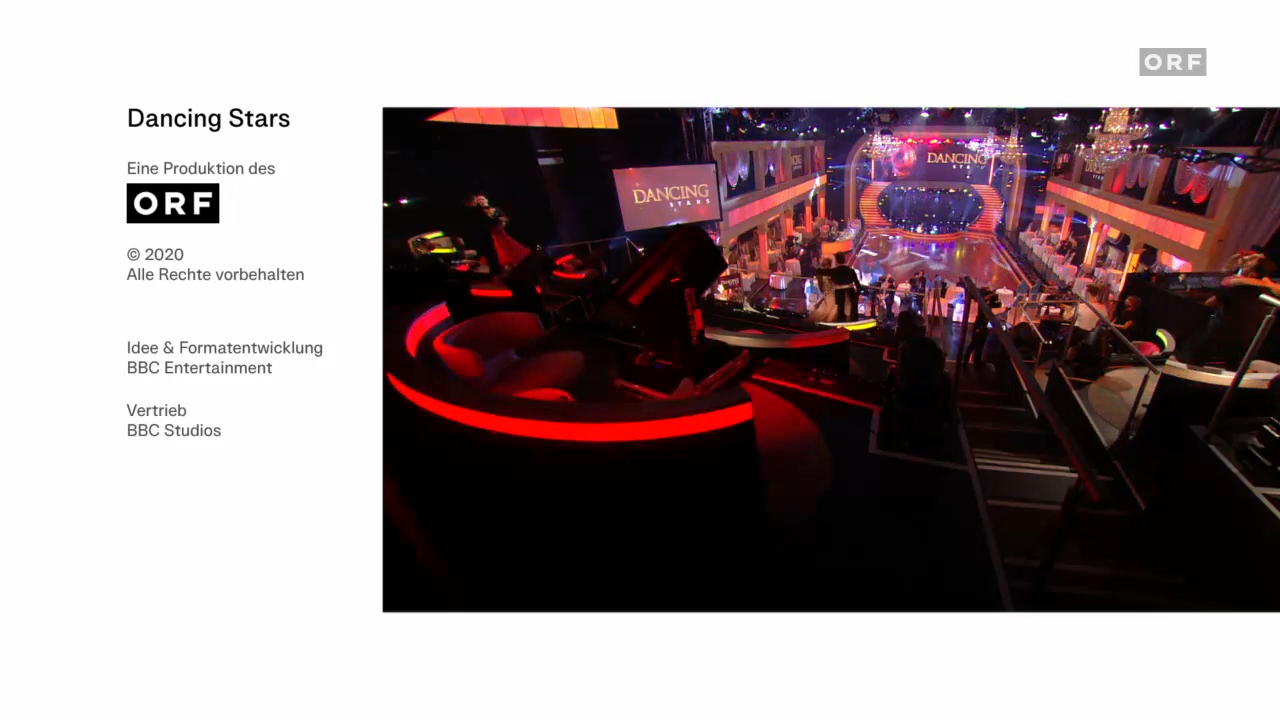 ORF
Dancing Stars
Eine Produktion des
ORF
© 2020
Alle Rechte vorbehalten
Idee & Formatentwicklung
BBC Entertainment
Vertrieb
BBC Studios
DANCING
STARS
DANCING